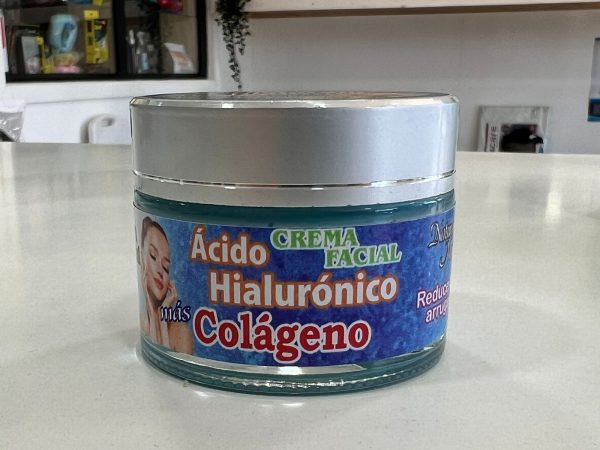 CREMA
FACIAL
Ácido
Hialurónico
más
Colágeno